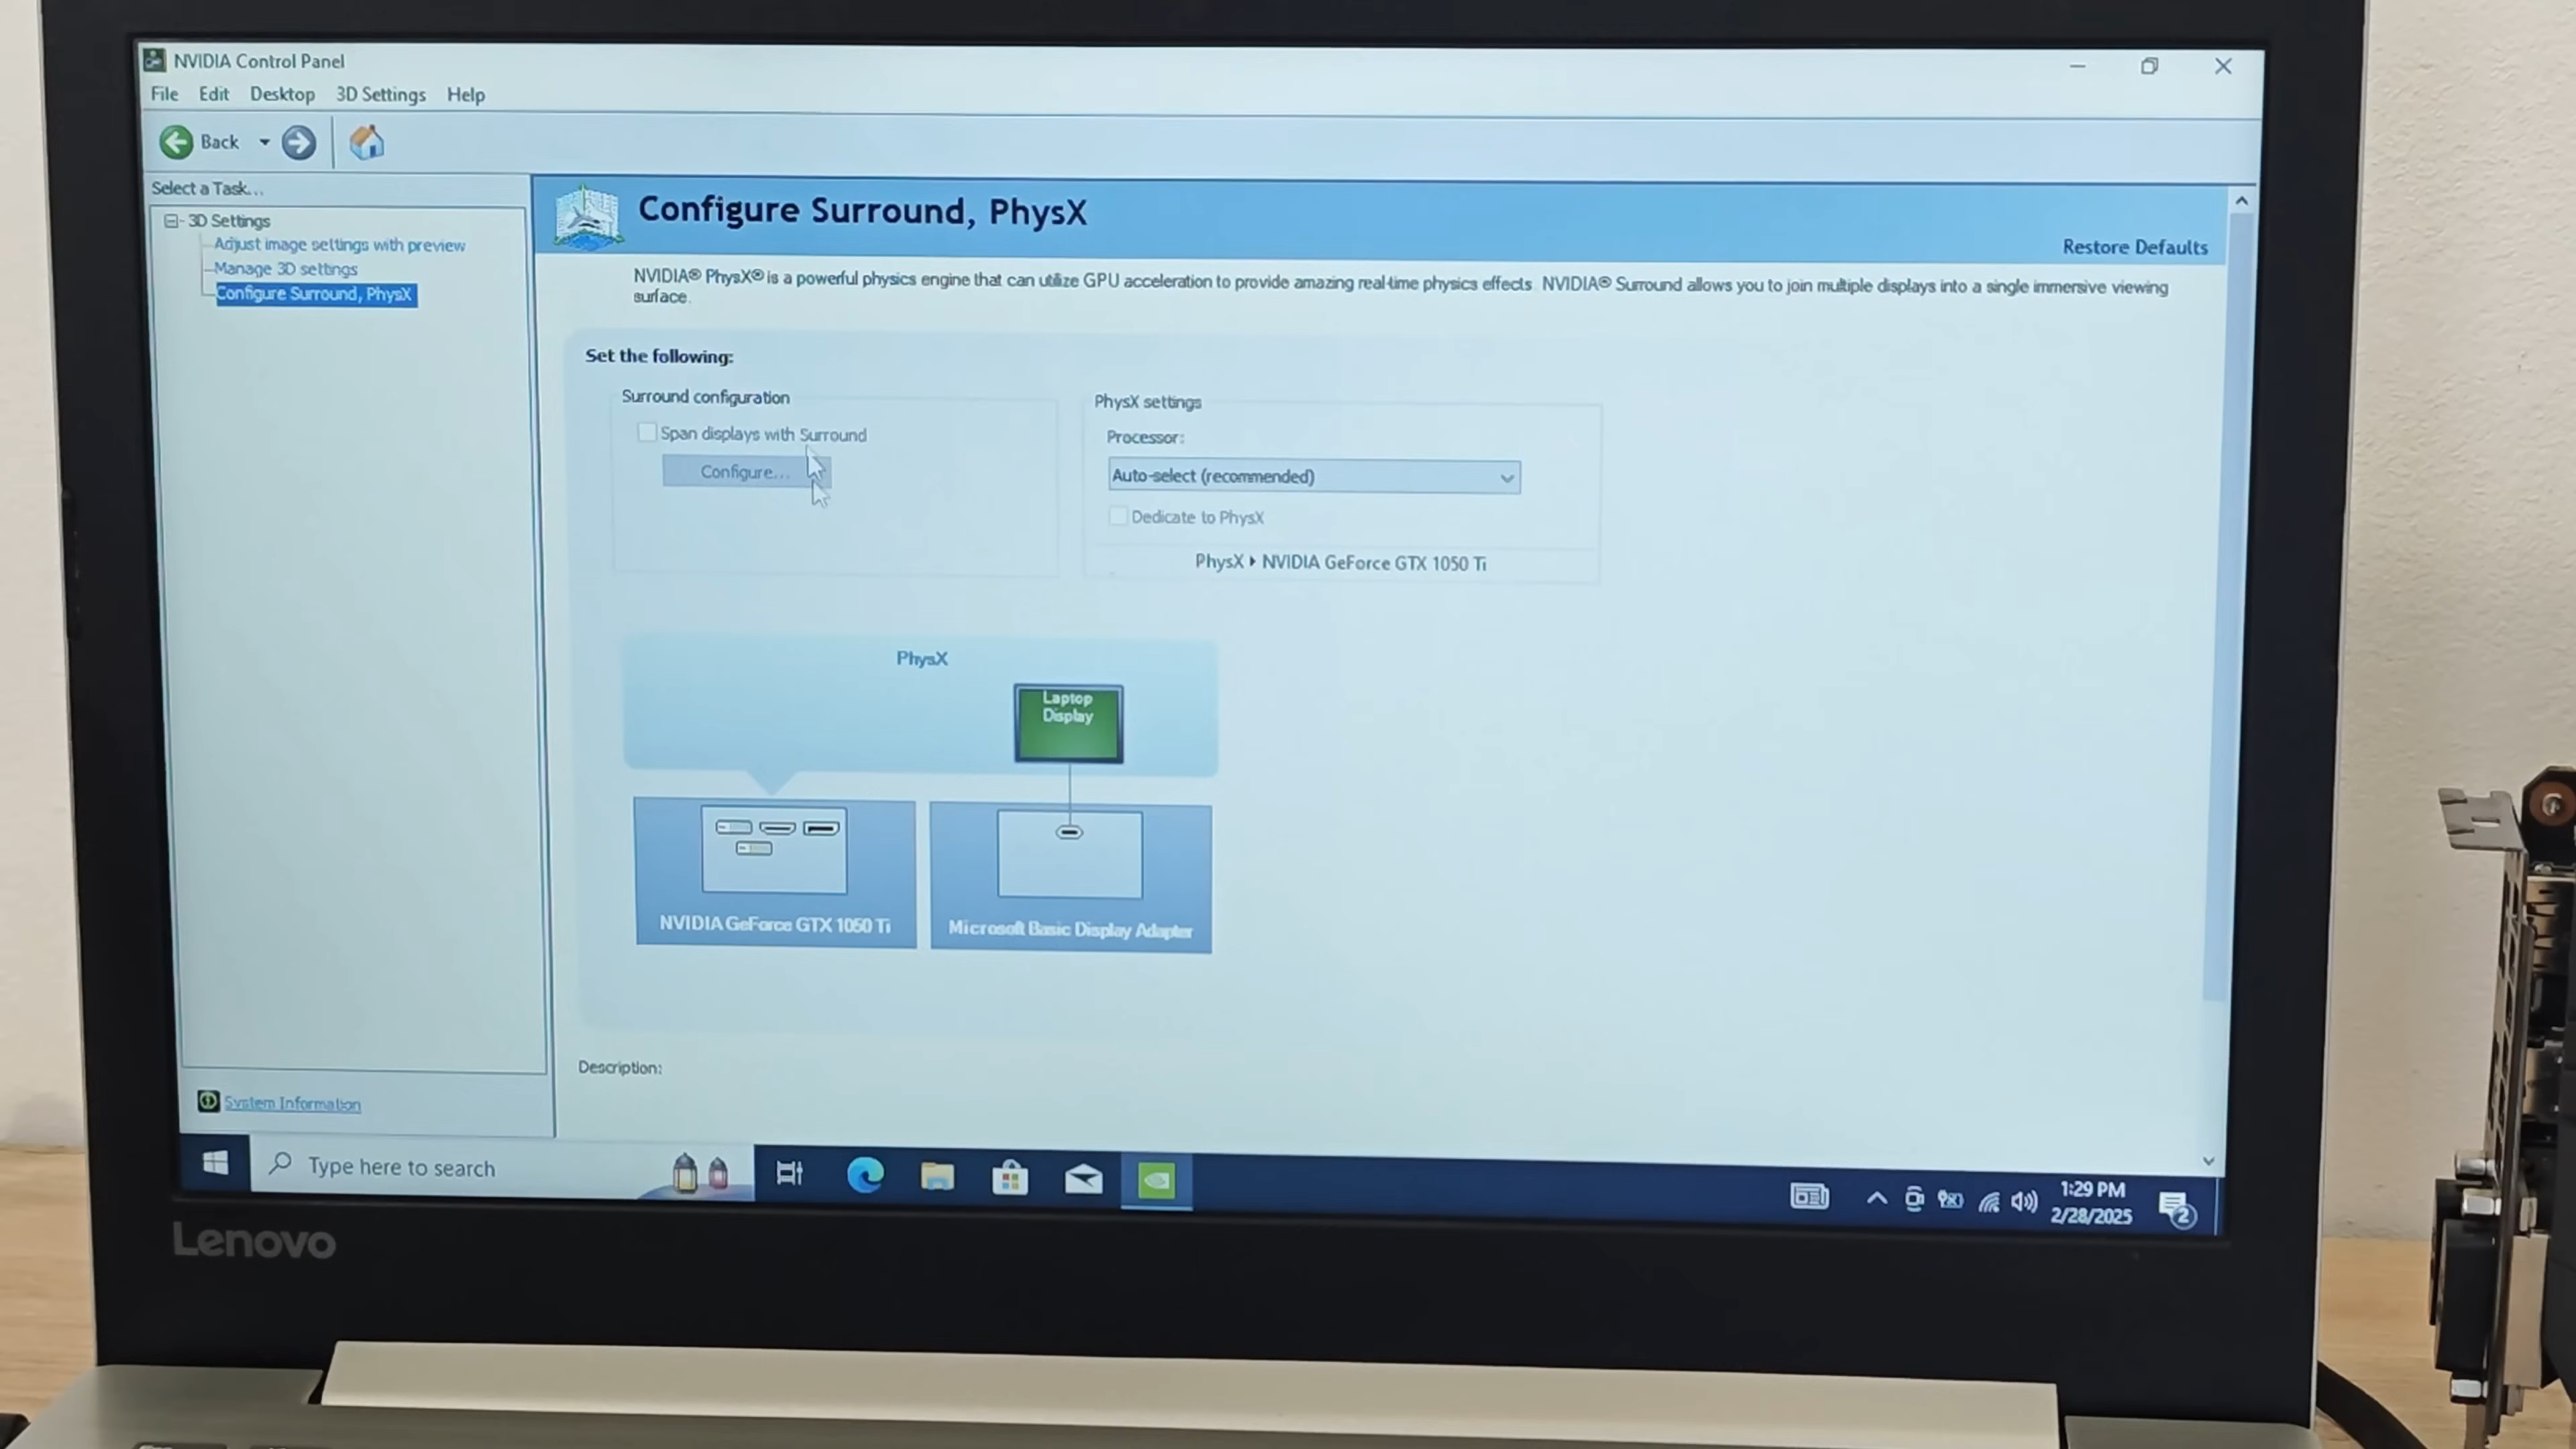 NVIDIA Control Panel
File Edit Desktop 3D Settings Help
Back
Select a Task...
3D Settings
Adjust image settings with preview
Manage 3D settings
Configure Surround, PhysX
System Information
Configure Surround, PhysX
Restore Defaults
NVIDIA® PhysX® is a powerful physics engine that can utilize GPU acceleration to provide amazing real-time physics effects. NVIDIA® Surround allows you to join multiple displays into a single immersive viewing
surface.
Set the following:
Surround configuration
Span displays with Surround
Configure...
PhysX settings
Processor:
Auto-select (recommended)
Dedicate to PhysX
PhysX NVIDIA GeForce GTX 1050 Ti
PhysX
Laptop
Display
NVIDIA GeForce GTX 1050 Ti
Microsoft Basic Display Adapter
Description:
Type here to search
1:29 PM
2/28/2025
2
Lenovo